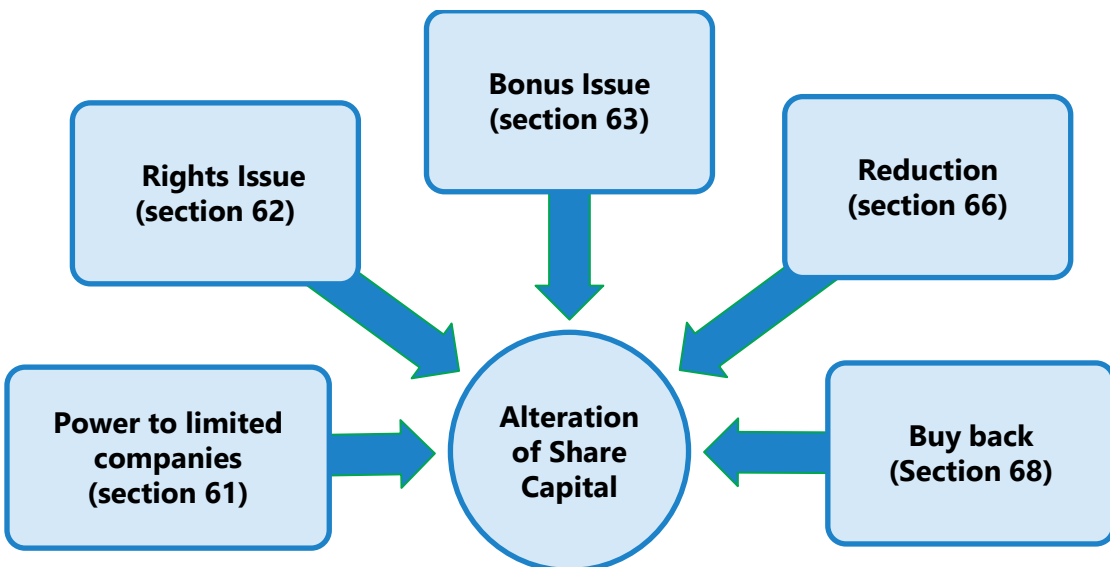 Bonus Issue
(section 63)
Rights Issue
(section 62)
Reduction
(section 66)
Power to limited
companies
(section 61)
Alteration
of Share
Capital
Buy back
(Section 68)